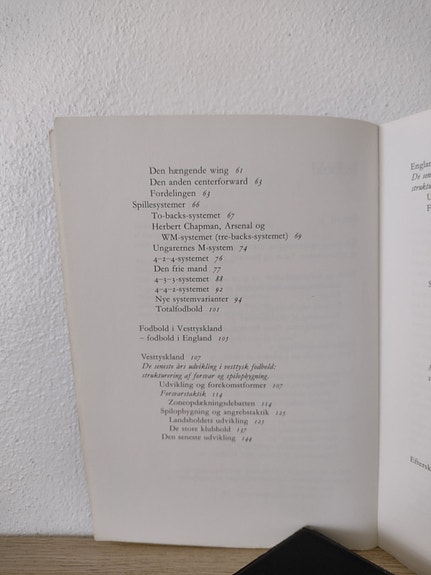 Den hængende wing 61
Den anden centerforward 63
Fordelingen 63
Spillesystemer 66
To-backs-systemet 67
Herbert Chapman, Arsenal og
WM-systemet (tre-backs-systemet) 69
Ungarernes M-system 74
4-2-4-systemet 76
Den frie mand 77
4-3-3-systemet 88
4-4-2-systemet 92
Nye systemvarianter 94
Totalfodbold 101
Fodbold i Vesttyskland
– fodbold i England 105
Vesttyskland 107
De seneste års udvikling i vesttysk fodbold:
strukturering af forsvar og spilopbygning.
Udvikling og forekomstformer 107
Forsvarstaktik 114
Zoneopdækningsdebatten 114
Spilopbygning og angrebstaktik 125
Landsholdets udvikling 125
De store klubhold 137
Den seneste udvikling 144
De sene